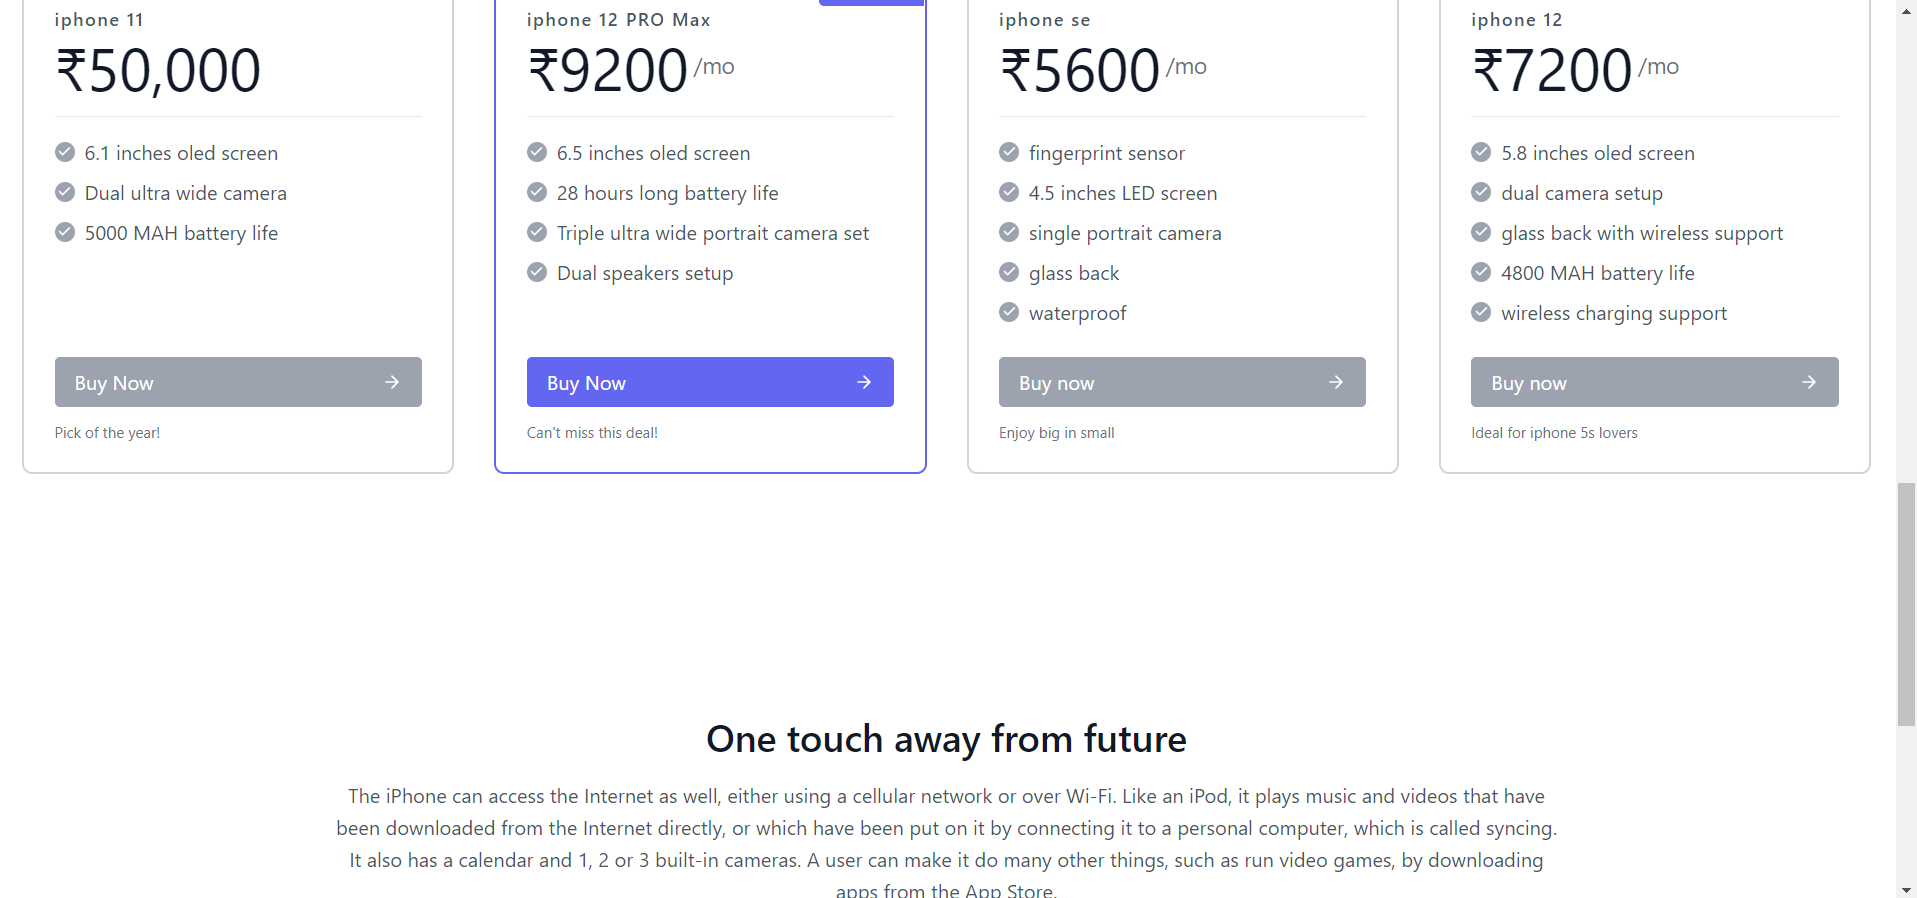 iphone 11
₹50,000
6.1 inches oled screen
Dual ultra wide camera
5000 MAH battery life
Buy Now
Pick of the year!
iphone 12 PRO Max
₹9200 /mo
6.5 inches oled screen
28 hours long battery life
Triple ultra wide portrait camera set
Dual speakers setup
Buy Now
Can't miss this deal!
iphone se
₹5600 /mo
fingerprint sensor
4.5 inches LED screen
single portrait camera
glass back
waterproof
Buy now
Enjoy big in small
iphone 12
₹7200 /mo
5.8 inches oled screen
dual camera setup
glass back with wireless support
4800 MAH battery life
wireless charging support
Buy now
Ideal for iphone 5s lovers
One touch away from future
The iPhone can access the Internet as well, either using a cellular network or over Wi-Fi. Like an iPod, it plays music and videos that have
been downloaded from the Internet directly, or which have been put on it by connecting it to a personal computer, which is called syncing.
It also has a calendar and 1, 2 or 3 built-in cameras. A user can make it do many other things, such as run video games, by downloading
apps from the App Store.